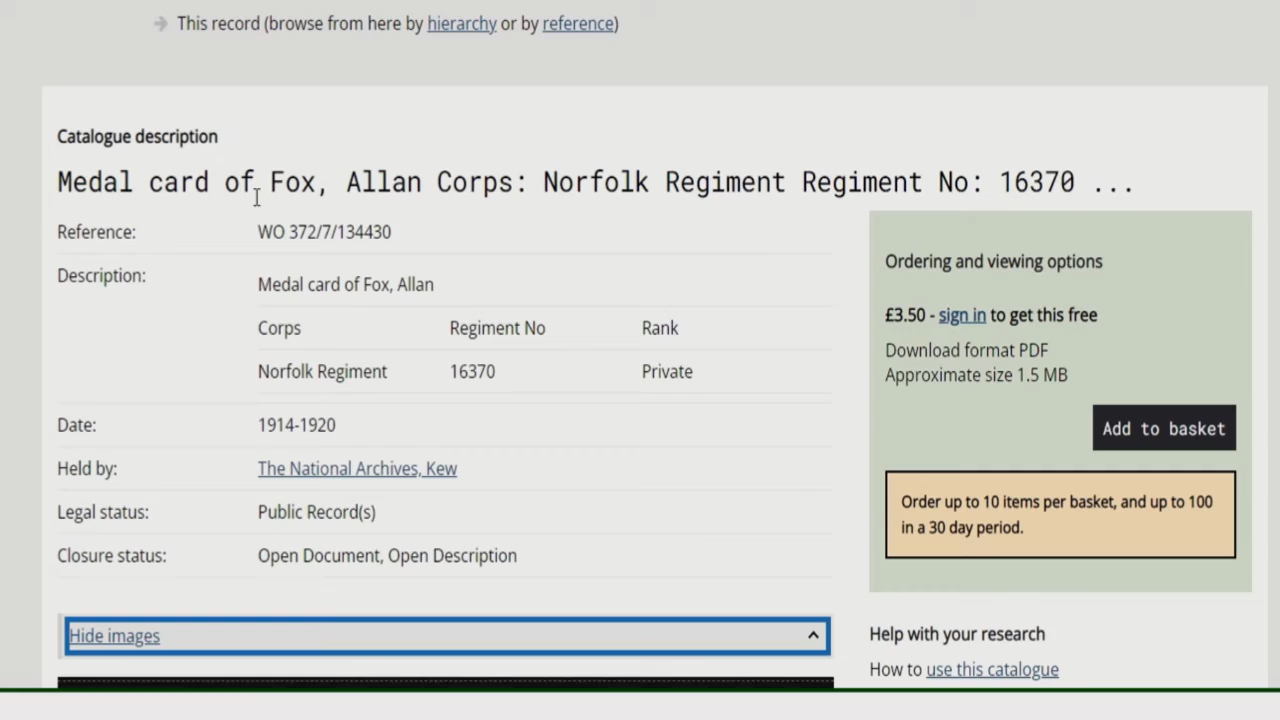 This record (browse from here by hierarchy or by reference)
Catalogue description
Medal card of Fox, Allan Corps: Norfolk Regiment Regiment No: 16370 ...
Reference: WO 372/7/134430
Description: Medal card of Fox, Allan
Corps Regiment No Rank
Norfolk Regiment 16370 Private
Date: 1914-1920
Held by: The National Archives, Kew
Legal status: Public Record(s)
Closure status: Open Document, Open Description
Hide images
Ordering and viewing options
£3.50 - sign in to get this free
Download format PDF
Approximate size 1.5 MB
Add to basket
Order up to 10 items per basket, and up to 100
in a 30 day period.
Help with your research
How to use this catalogue